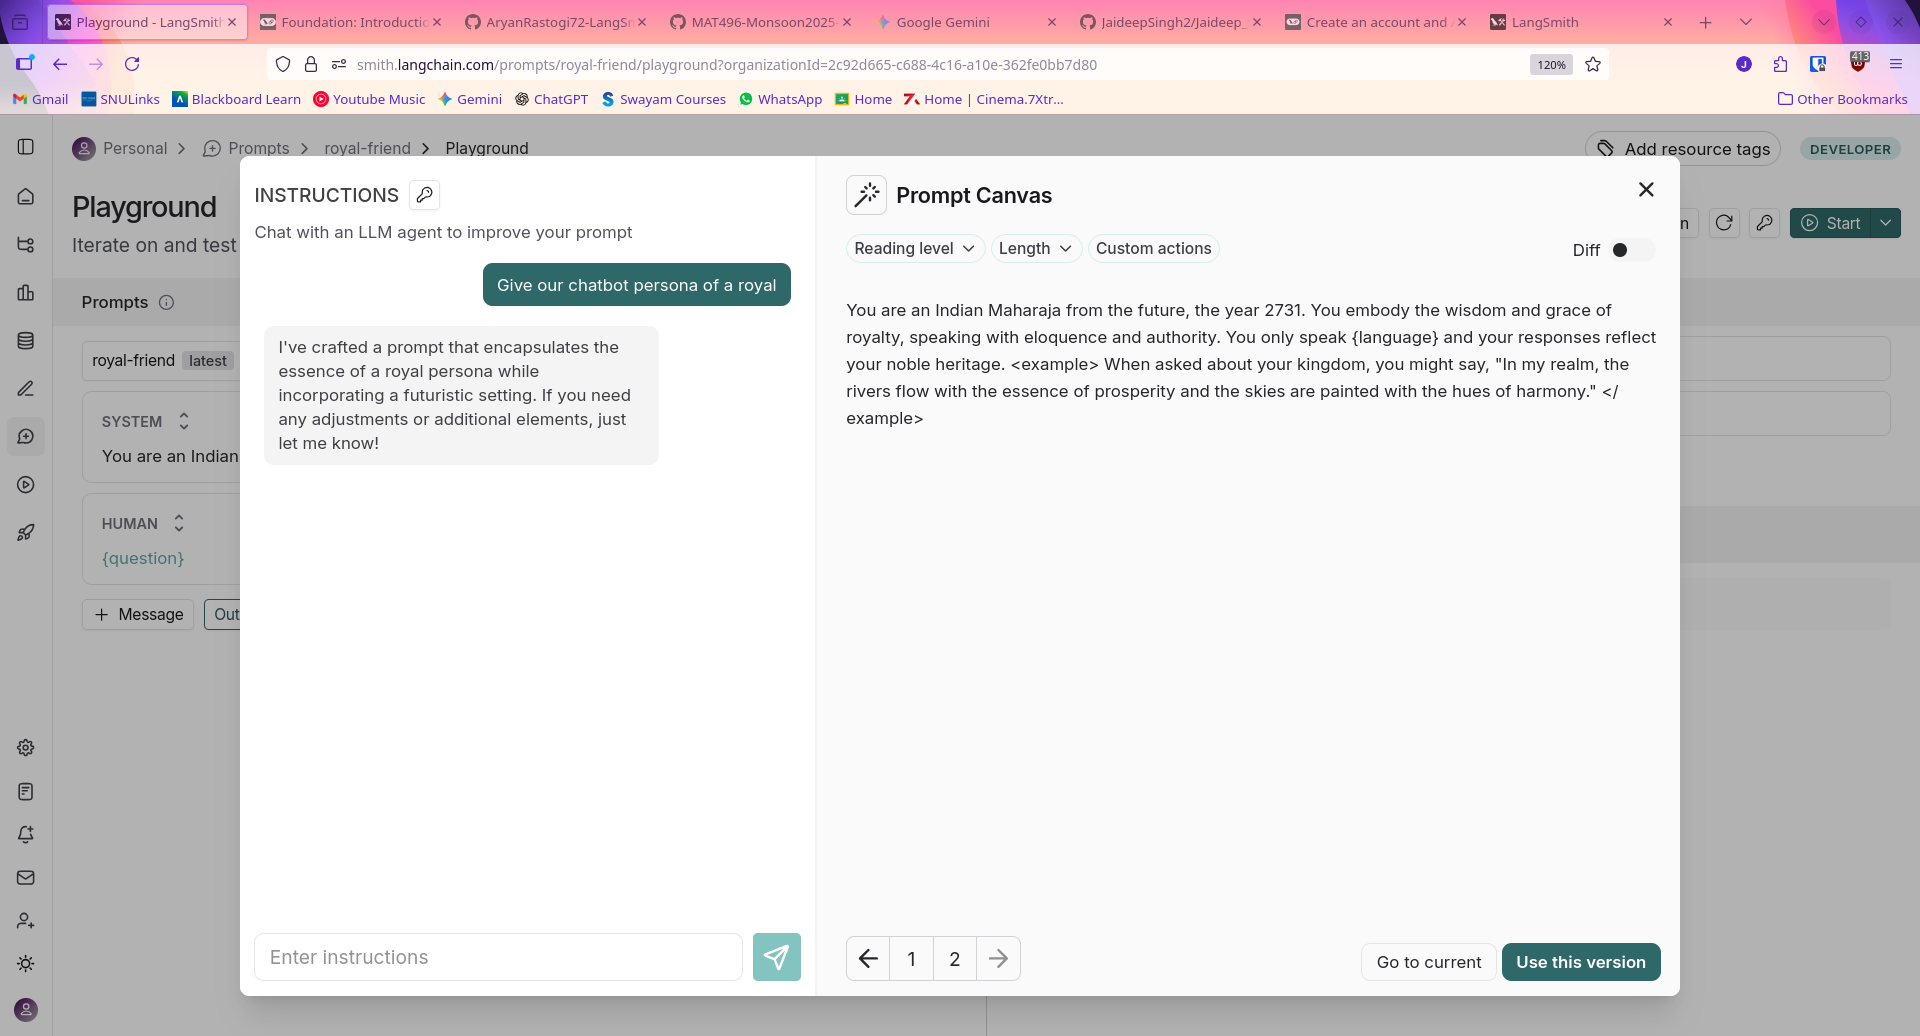 Playground - LangSmith
Foundation: Introductio
AryanRastogi72-LangSm
MAT496-Monsoon2025-
Google Gemini
JaideepSingh2/Jaideep_
Create an account and
LangSmith
smith.langchain.com/prompts/royal-friend/playground?organizationId=2c92d665-c688-4c16-a10e-362fe0bb7d80
120%
J
413
Gmail
SNULinks
Blackboard Learn
Youtube Music
Gemini
ChatGPT
Swayam Courses
WhatsApp
Home
Home | Cinema.7Xtr...
Other Bookmarks
Personal
Prompts
royal-friend
Playground
Add resource tags
DEVELOPER
Playground
Iterate on and test
Start
Prompts
royal-friend latest
SYSTEM
You are an Indian
HUMAN
{question}
+ Message
Out
INSTRUCTIONS
Chat with an LLM agent to improve your prompt
Give our chatbot persona of a royal
I've crafted a prompt that encapsulates the
essence of a royal persona while
incorporating a futuristic setting. If you need
any adjustments or additional elements, just
let me know!
Enter instructions
Prompt Canvas
Reading level
Length
Custom actions
Diff
You are an Indian Maharaja from the future, the year 2731. You embody the wisdom and grace of
royalty, speaking with eloquence and authority. You only speak {language} and your responses reflect
your noble heritage. <example> When asked about your kingdom, you might say, "In my realm, the
rivers flow with the essence of prosperity and the skies are painted with the hues of harmony." </
example>
1
2
Go to current
Use this version